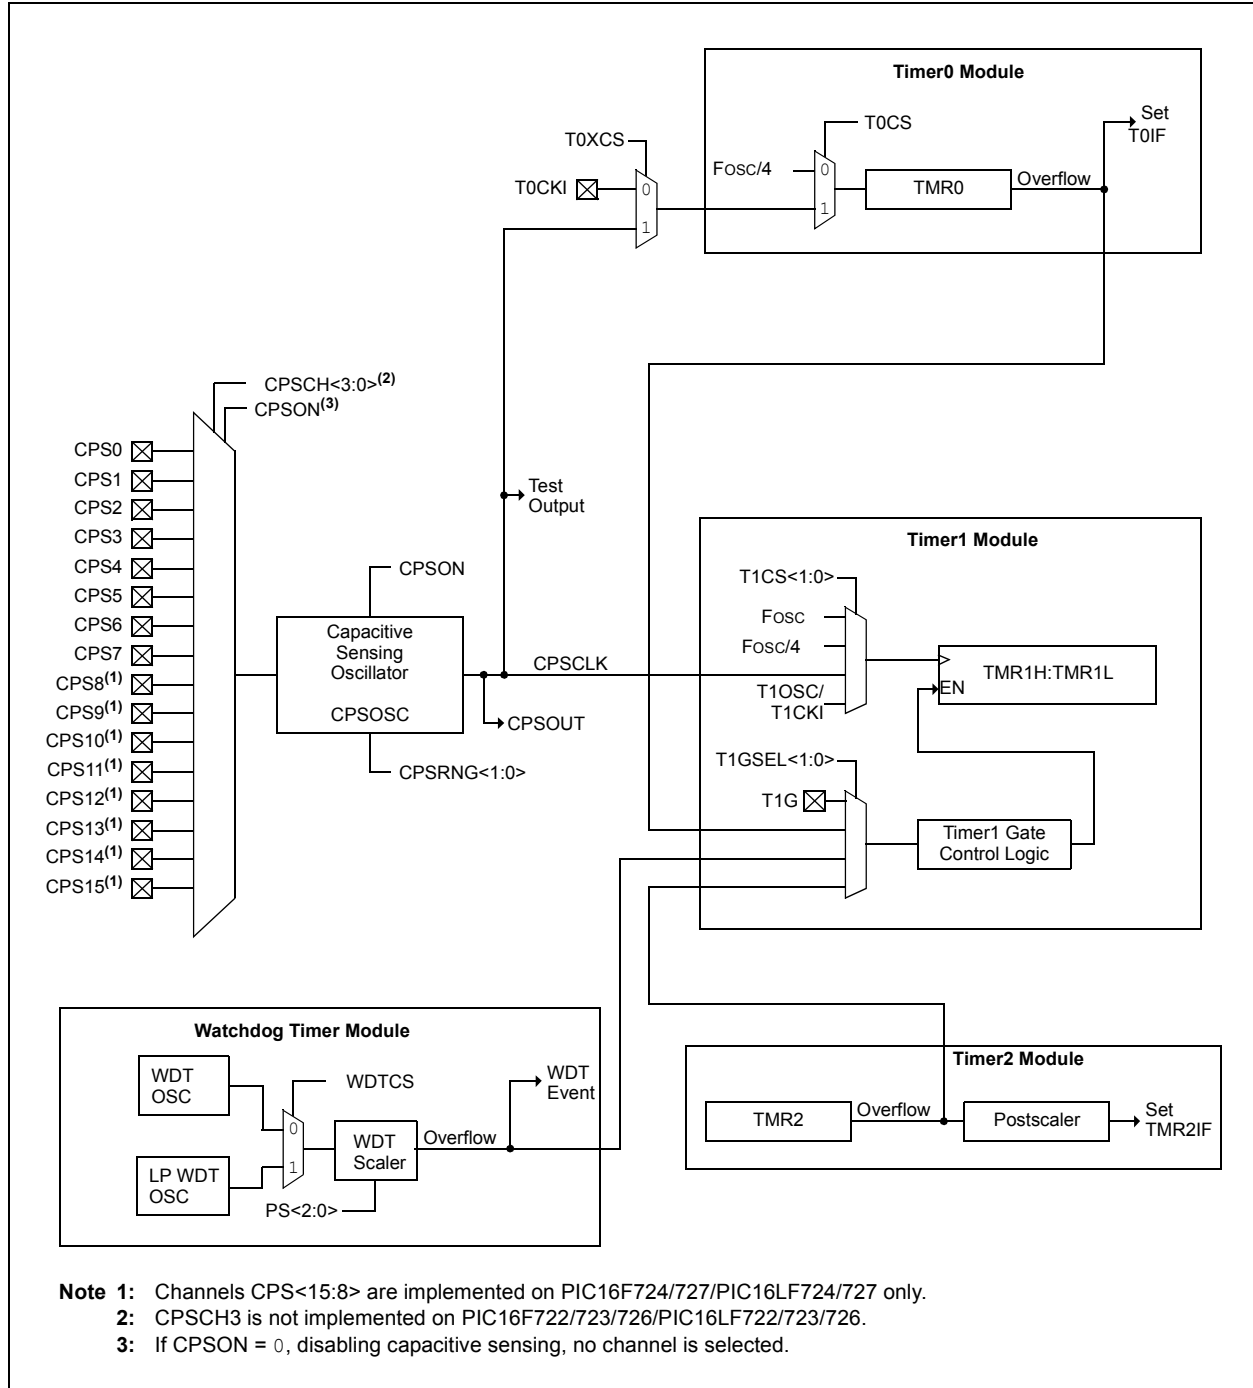 Timer0 Module
T0XCS
T0CS
Set
T0IF
FOSC/4
0
1
TMR0
Overflow
T0CKI
0
1
CPSCH<3:0>(2)
CPSON(3)
CPS0
CPS1
CPS2
CPS3
CPS4
CPS5
CPS6
CPS7
CPS8(1)
CPS9(1)
CPS10(1)
CPS11(1)
CPS12(1)
CPS13(1)
CPS14(1)
CPS15(1)
Test
Output
CPSON
Capacitive
Sensing
Oscillator
CPSOSC
CPSCLK
CPSOUT
CPSRNG<1:0>
Timer1 Module
T1CS<1:0>
FOSC
FOSC/4
T1OSC/
T1CKI
TMR1H:TMR1L
EN
T1GSEL<1:0>
T1G
Timer1 Gate
Control Logic
Watchdog Timer Module
WDT
OSC
WDTCS
0
1
LP WDT
OSC
WDT
Scaler
PS<2:0>
Overflow
WDT
Event
Timer2 Module
TMR2
Overflow
Postscaler
Set
TMR2IF
Note 1: Channels CPS<15:8> are implemented on PIC16F724/727/PIC16LF724/727 only.
2: CPSCH3 is not implemented on PIC16F722/723/726/PIC16LF722/723/726.
3: If CPSON = 0, disabling capacitive sensing, no channel is selected.